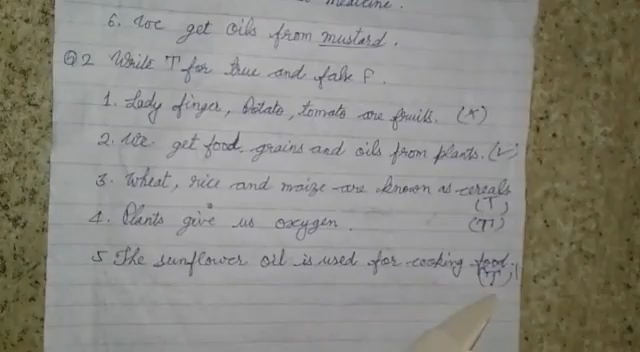 medicine.
6. We get oils from mustard.
Q2 Write T for true and false F.
1. Lady finger, Potato, tomato are fruits. (×)
2. We get food grains and oils from plants. (✓)
3. Wheat, rice and maize are known as cereals
(T)
4. Plants give us oxygen. (T)
5 The sunflower oil is used for cooking food.
(T)